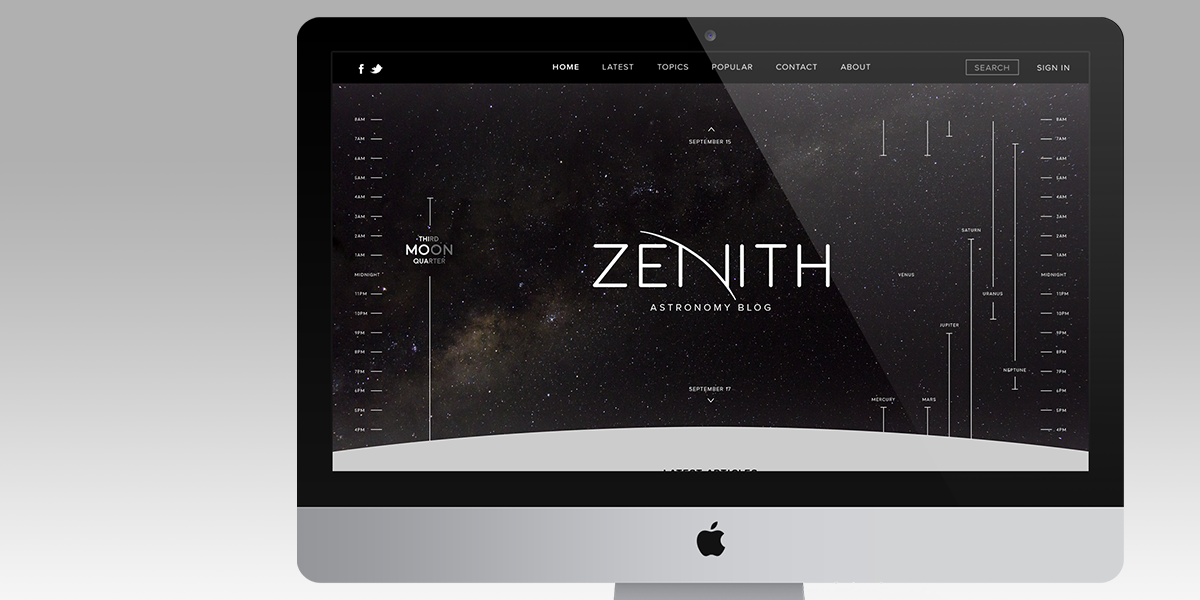 HOME LATEST TOPICS POPULAR CONTACT ABOUT SEARCH SIGN IN
SEPTEMBER 15
ZENITH
ASTRONOMY BLOG
SEPTEMBER 17
8AM
7AM
6AM
5AM
4AM
3AM
2AM
1AM
MIDNIGHT
11PM
10PM
9PM
8PM
7PM
6PM
5PM
4PM
THIRD
MOON
QUARTER
SATURN
VENUS
URANUS
JUPITER
NEPTUNE
MERCURY
MARS
8AM
7AM
6AM
5AM
4AM
3AM
2AM
1AM
MIDNIGHT
11PM
10PM
9PM
8PM
7PM
6PM
5PM
4PM
LATEST ARTICLES